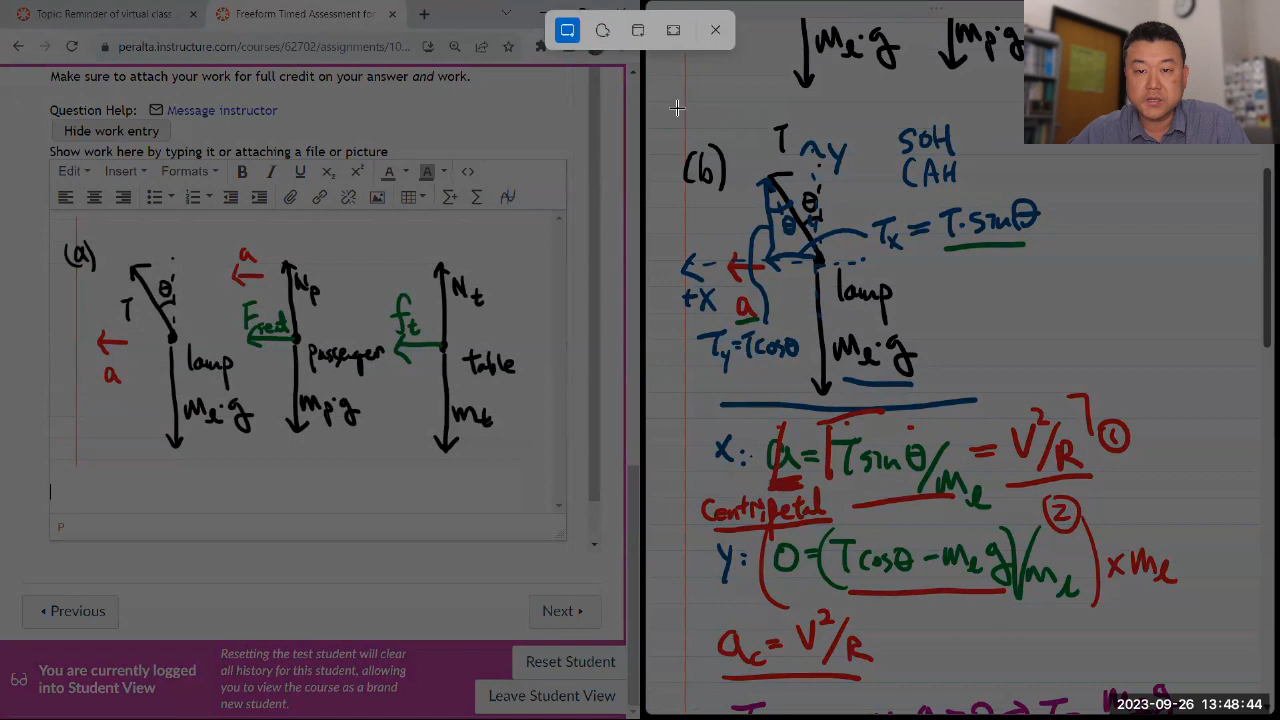 Topic: Reminder of virtual class
Freeform Timed Assessment for
peralta.instructure.com/courses/62702/assignments/10...
Make sure to attach your work for full credit on your answer and work.
Question Help: Message instructor
Hide work entry
Show work here by typing it or attaching a file or picture
Edit Insert Formats B I U x₂ x² A A <>
(a)
T θ
a
lamp
mₗ·g
a
Nₚ
Frest
passenger
mₚ·g
Nₜ
fₜ
table
mₜ
P
Previous
Next
You are currently logged into Student View
Resetting the test student will clear
all history for this student, allowing
you to view the course as a brand
new student.
Reset Student
Leave Student View
mₗ·g mₚg
(b)
T +y
SOH
CAH
θ
θ
Tₓ = T·sinθ
+x
a
lamp
Tᵧ=Tcosθ
mₗ·g
x: a = Tsinθ/mₗ = V²/R ①
Centripetal
②
y: (0=(Tcosθ-mₗg)/mₗ) x mₗ
a_c = V²/R
2023-09-26 13:48:44